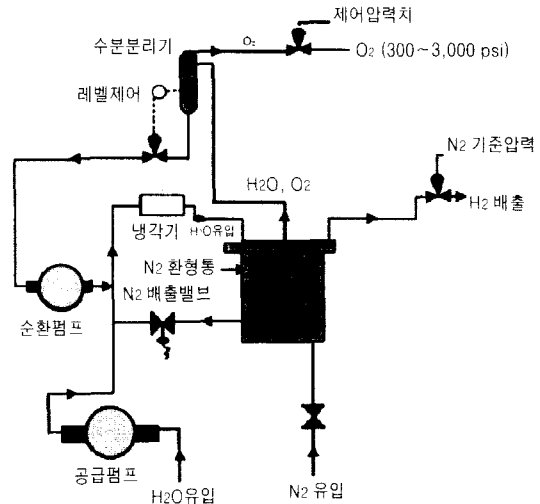 제어압력치
수분분리기
O₂
O₂ (300~3,000 psi)
레벨제어
N2 기준압력
H2O, O2
H2 배출
냉각기
H2O유입
N2 환형통
N2 배출밸브
순환펌프
공급펌프
H2O유입
N2 유입